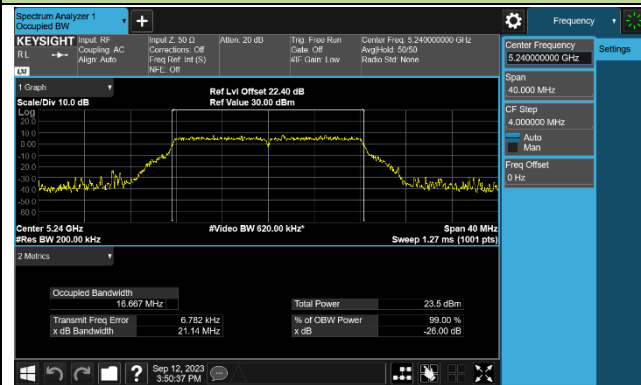 Spectrum Analyzer 1
Occupied BW
Frequency
KEYSIGHT
Input: RF
Coupling: AC
Align: Auto
Input Z: 50 Ω
Corrections: Off
Freq Ref: Int (S)
NFE: Off
Atten: 20 dB
Trig: Free Run
Gate: Off
#IF Gain: Low
Center Freq: 5.240000000 GHz
Avg|Hold: 50/50
Radio Std: None
RL
LXI
Center Frequency
5.240000000 GHz
Settings
Span
40.000 MHz
CF Step
4.000000 MHz
Auto
Man
Freq Offset
0 Hz
1 Graph
Scale/Div 10.0 dB
Ref Lvl Offset 22.40 dB
Ref Value 30.00 dBm
Log
20.0
10.0
0.00
-10.0
-20.0
-30.0
-40.0
-50.0
-60.0
Center 5.24 GHz
#Res BW 200.00 kHz
#Video BW 620.00 kHz*
Span 40 MHz
Sweep 1.27 ms (1001 pts)
2 Metrics
Occupied Bandwidth
16.667 MHz
Transmit Freq Error 6.782 kHz
x dB Bandwidth 21.14 MHz
Total Power 23.5 dBm
% of OBW Power 99.00 %
x dB -26.00 dB
?
Sep 12, 2023
3:50:37 PM